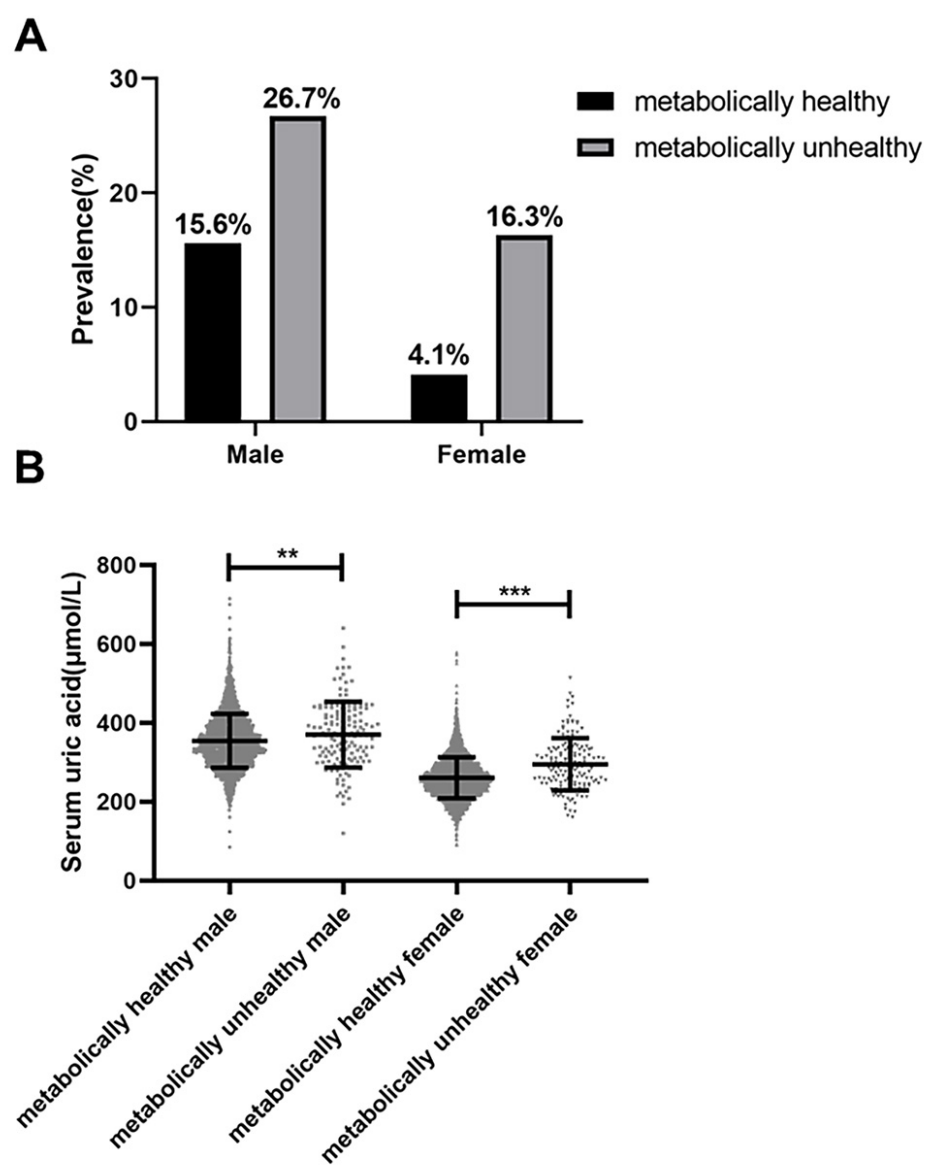 A
30
26.7%
metabolically healthy
metabolically unhealthy
20
15.6%
16.3%
Prevalence(%)
10
4.1%
0
Male
Female
B
800
**
***
600
Serum uric acid(μmol/L)
400
200
0
metabolically healthy male
metabolically unhealthy male
metabolically healthy female
metabolically unhealthy female